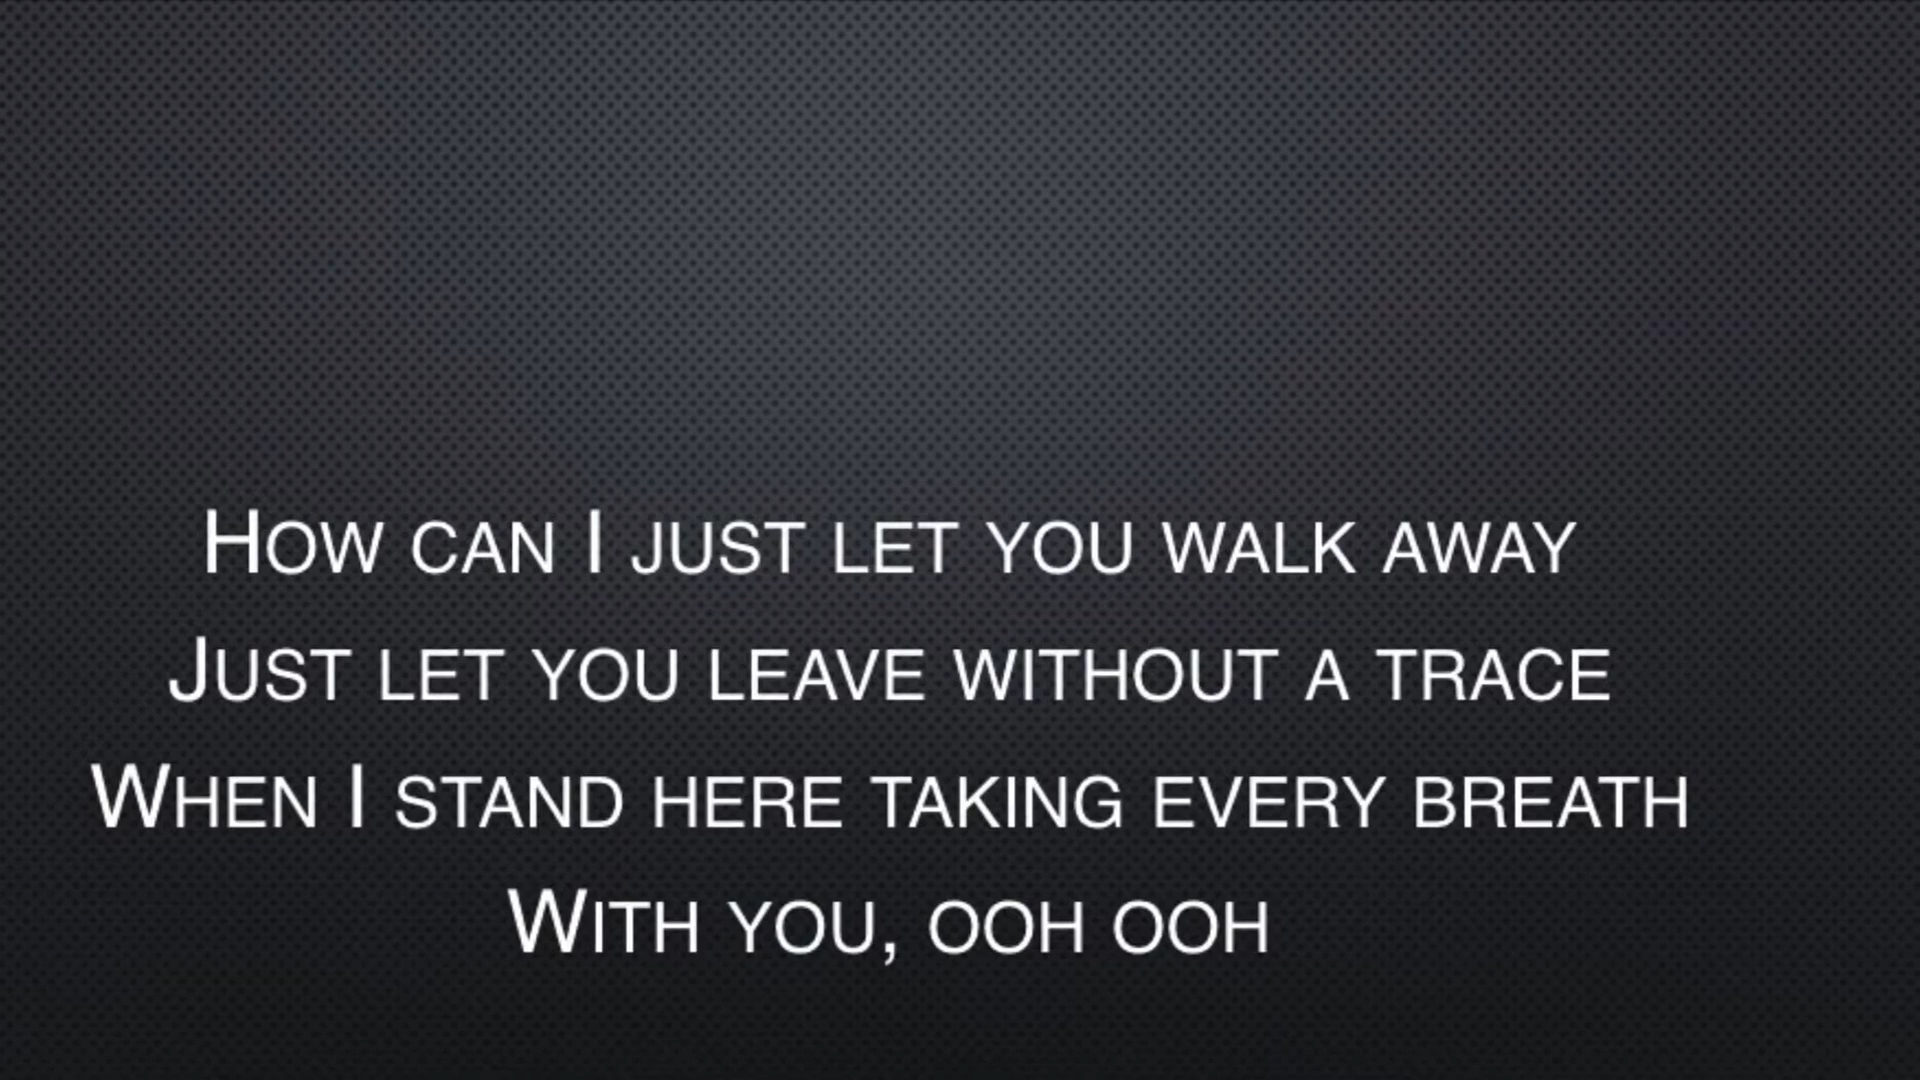 How can I just let you walk away
Just let you leave without a trace
When I stand here taking every breath
With you, ooh ooh